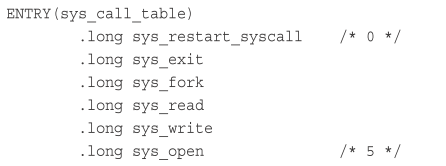 ENTRY(sys_call_table)
        .long sys_restart_syscall    /* 0 */
        .long sys_exit
        .long sys_fork
        .long sys_read
        .long sys_write
        .long sys_open               /* 5 */